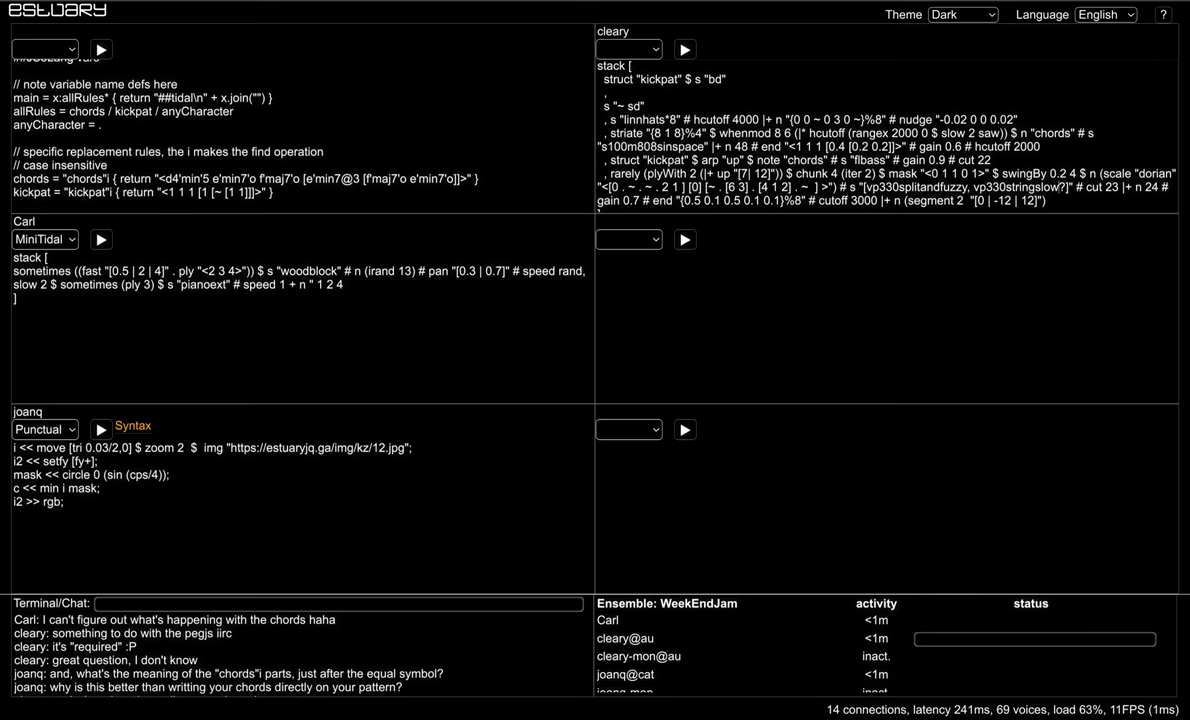 estuary
Theme Dark Language English ?
// note variable name defs here
main = x:allRules* { return "##tidal\n" + x.join("") }
allRules = chords / kickpat / anyCharacter
anyCharacter = .
// specific replacement rules, the i makes the find operation
// case insensitive
chords = "chords"i { return "<d4'min'5 e'min7'o f'maj7'o [e'min7@3 [f'maj7'o e'min7'o]]>" }
kickpat = "kickpat"i { return "<1 1 1 [1 [~ [1 1]]]>" }
cleary
stack [
struct "kickpat" $ s "bd"
,
s "~ sd"
, s "linnhats*8" # hcutoff 4000 |+ n "{0 0 ~ 0 3 0 ~}%8" # nudge "-0.02 0 0 0.02"
, striate "{8 1 8}%4" $ whenmod 8 6 (|* hcutoff (rangex 2000 0 $ slow 2 saw)) $ n "chords" # s
"s100m808sinspace" |+ n 48 # end "<1 1 1 [0.4 [0.2 0.2]]>" # gain 0.6 # hcutoff 2000
, struct "kickpat" $ arp "up" $ note "chords" # s "flbass" # gain 0.9 # cut 22
, rarely (plyWith 2 (|+ up "[7| 12]")) $ chunk 4 (iter 2) $ mask "<0 1 1 0 1>" $ swingBy 0.2 4 $ n (scale "dorian"
"<[0 . ~ . ~ . 2 1 ] [0] [~ . [6 3] . [4 1 2] . ~ ] >") # s "[vp330splitandfuzzy, vp330stringslow?]" # cut 23 |+ n 24 #
gain 0.7 # end "{0.5 0.1 0.5 0.1 0.1}%8" # cutoff 3000 |+ n (segment 2 "[0 | -12 | 12]")
Carl
MiniTidal
stack [
sometimes ((fast "[0.5 | 2 | 4]" . ply "<2 3 4>")) $ s "woodblock" # n (irand 13) # pan "[0.3 | 0.7]" # speed rand,
slow 2 $ sometimes (ply 3) $ s "pianoext" # speed 1 + n " 1 2 4
]
joanq
Punctual Syntax
i << move [tri 0.03/2,0] $ zoom 2 $ img "https://estuaryjq.ga/img/kz/12.jpg";
i2 << setfy [fy+];
mask << circle 0 (sin (cps/4));
c << min i mask;
i2 >> rgb;
Terminal/Chat:
Carl: I can't figure out what's happening with the chords haha
cleary: something to do with the pegjs iirc
cleary: it's "required" :P
cleary: great question, I don't know
joanq: and, what's the meaning of the "chords"i parts, just after the equal symbol?
joanq: why is this better than writting your chords directly on your pattern?
Ensemble: WeekEndJam activity status
Carl <1m
cleary@au <1m
cleary-mon@au inact.
joanq@cat <1m
14 connections, latency 241ms, 69 voices, load 63%, 11FPS (1ms)